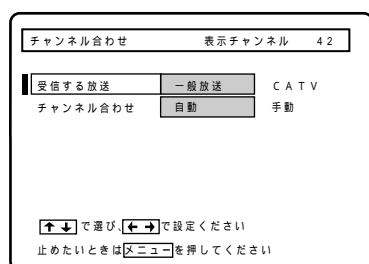 チャンネル合わせ 表示チャンネル 42
受信する放送 一般放送 CATV
チャンネル合わせ 自動 手動
↑↓で選び、←→で設定ください
止めたいときはメニューを押してください